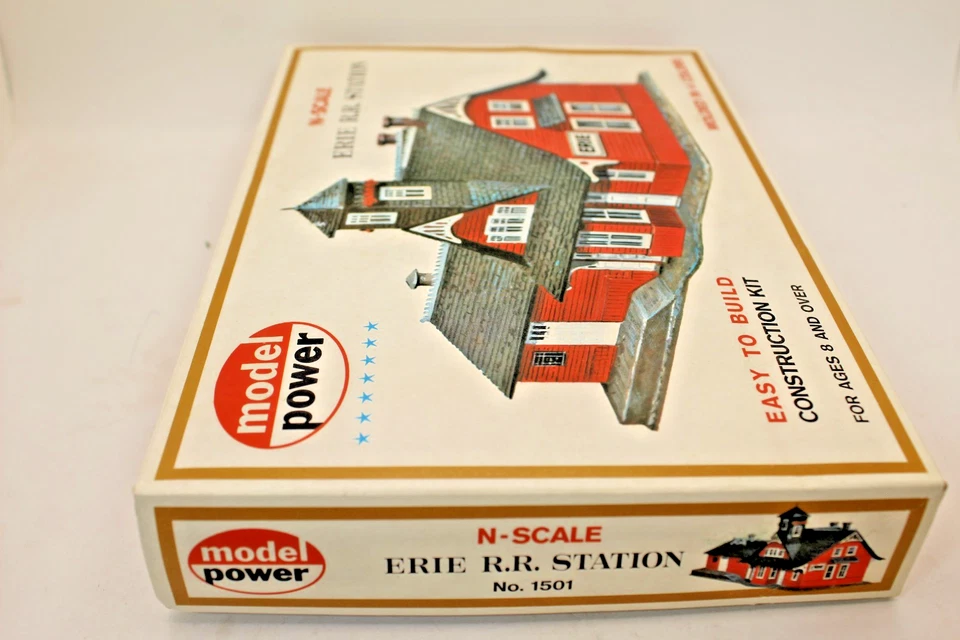 model
power
N-SCALE
ERIE R.R. STATION
ERIE
EASY TO BUILD
CONSTRUCTION KIT
FOR AGES 8 AND OVER
model
power
N-SCALE
ERIE R.R. STATION
No. 1501